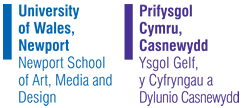 University
of Wales,
Newport
Newport School
of Art, Media and
Design
Prifysgol
Cymru,
Casnewydd
Ysgol Gelf,
y Cyfryngau a
Dylunio Casnewydd